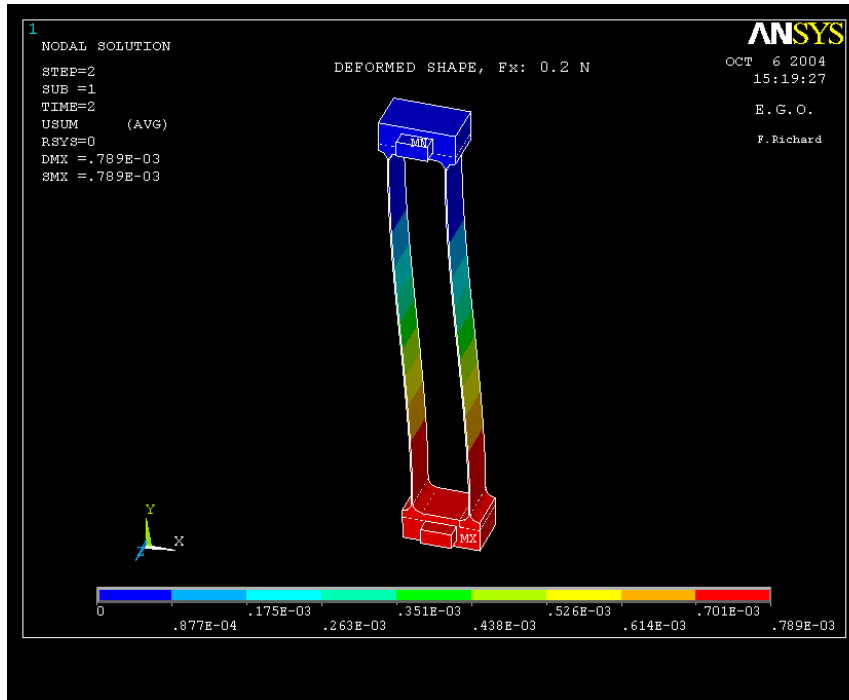 1
NODAL SOLUTION
STEP=2
SUB =1
TIME=2
USUM (AVG)
RSYS=0
DMX =.789E-03
SMX =.789E-03
DEFORMED SHAPE, Fx: 0.2 N
ANSYS
OCT 6 2004
15:19:27
E.G.O.
F.Richard
MN
MX
Y
X
Z
0 .175E-03 .351E-03 .526E-03 .701E-03
.877E-04 .263E-03 .438E-03 .614E-03 .789E-03